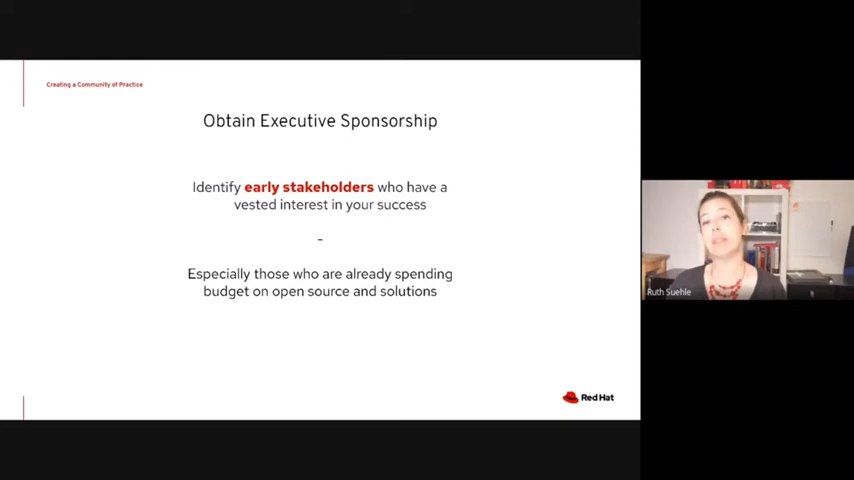 Creating a Community of Practice
Obtain Executive Sponsorship
Identify early stakeholders who have a
vested interest in your success
-
Especially those who are already spending
budget on open source and solutions
Red Hat
Ruth Suehle